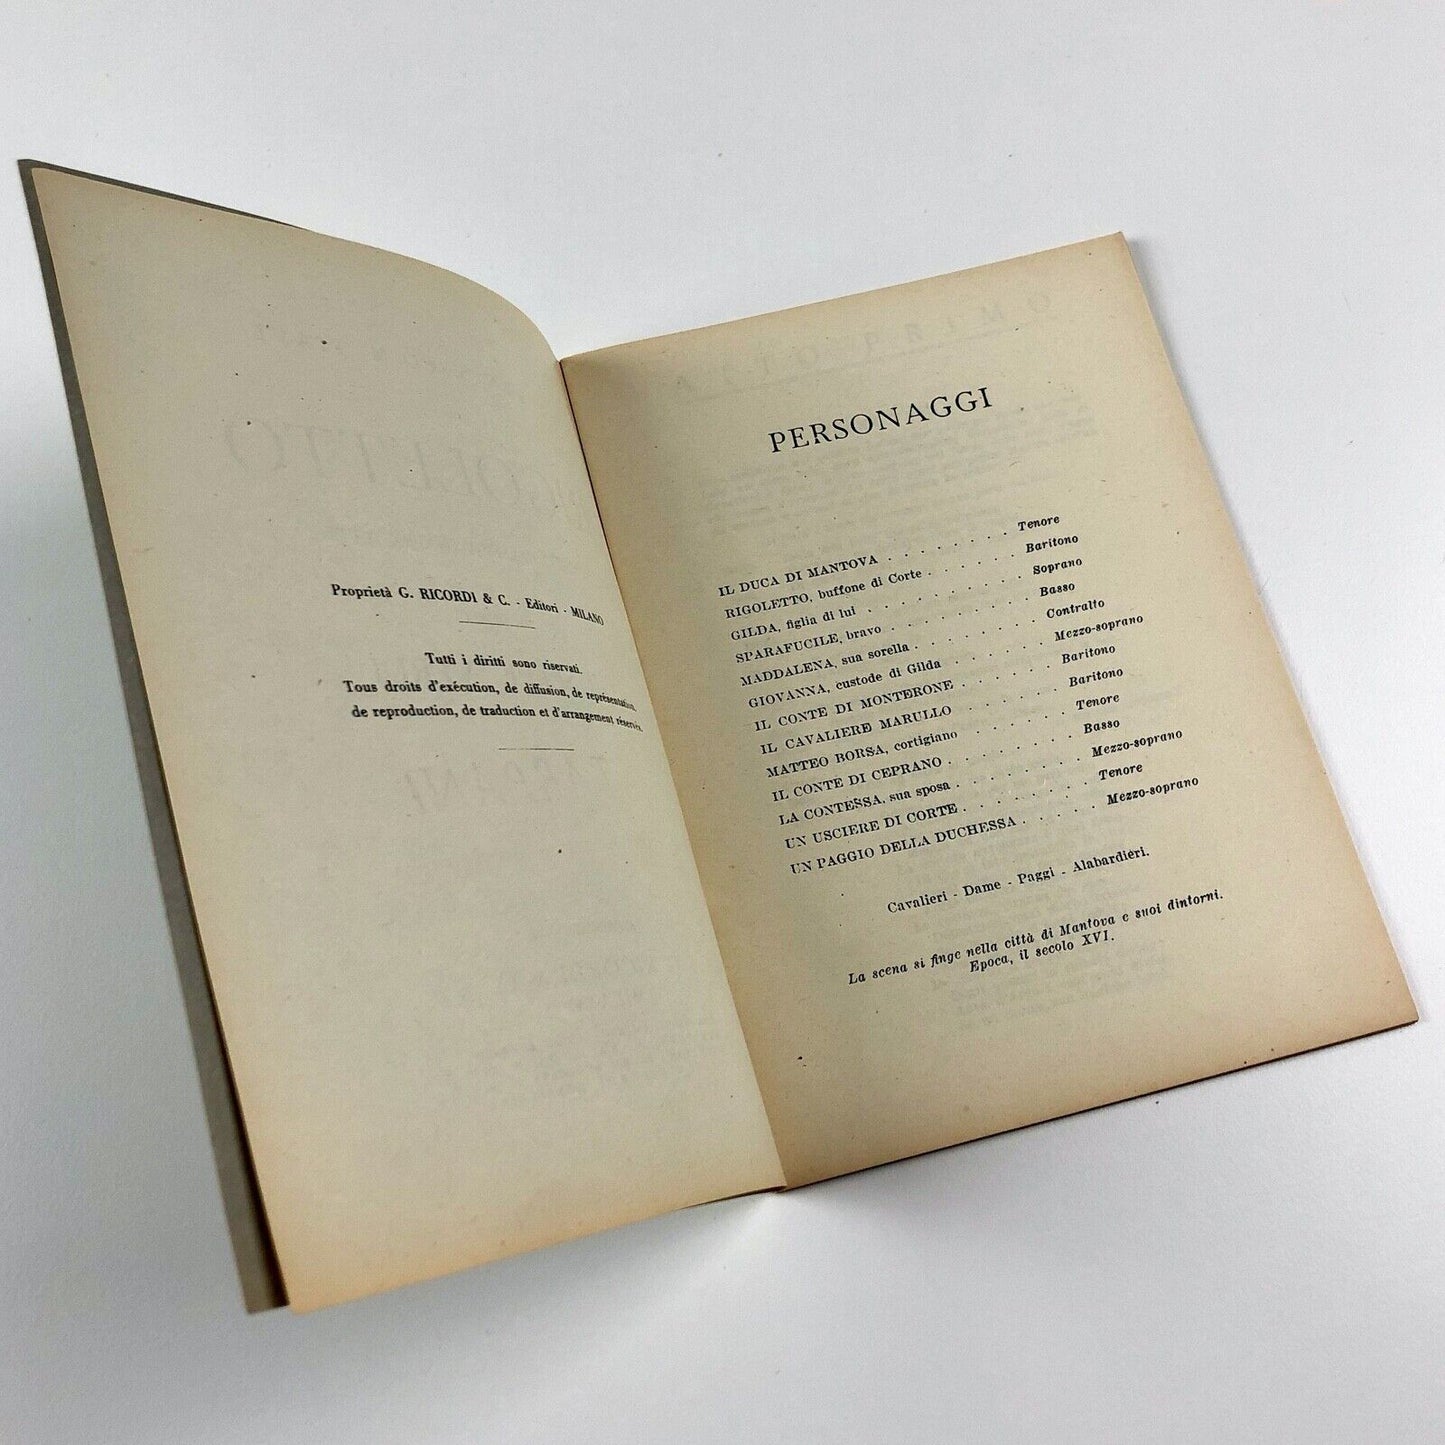 Proprietà G. RICORDI & C. - Editori - MILANO
Tutti i diritti sono riservati.
Tous droits d'exécution, de diffusion, de représentation,
de reproduction, de traduction et d'arrangement réservés.
PERSONAGGI
IL DUCA DI MANTOVA . . . . . . . . Tenore
RIGOLETTO, buffone di Corte . . . . . . Baritono
GILDA, figlia di lui . . . . . . . . . Soprano
SPARAFUCILE, bravo . . . . . . . . Basso
MADDALENA, sua sorella . . . . . . . Contralto
GIOVANNA, custode di Gilda . . . . . . Mezzo-soprano
IL CONTE DI MONTERONE . . . . . . Baritono
IL CAVALIERE MARULLO . . . . . . Baritono
MATTEO BORSA, cortigiano . . . . . . Tenore
IL CONTE DI CEPRANO . . . . . . . Basso
LA CONTESSA, sua sposa . . . . . . . Mezzo-soprano
UN USCIERE DI CORTE . . . . . . . Tenore
UN PAGGIO DELLA DUCHESSA . . . . . Mezzo-soprano
Cavalieri - Dame - Paggi - Alabardieri.
La scena si finge nella città di Mantova e suoi dintorni.
Epoca, il secolo XVI.